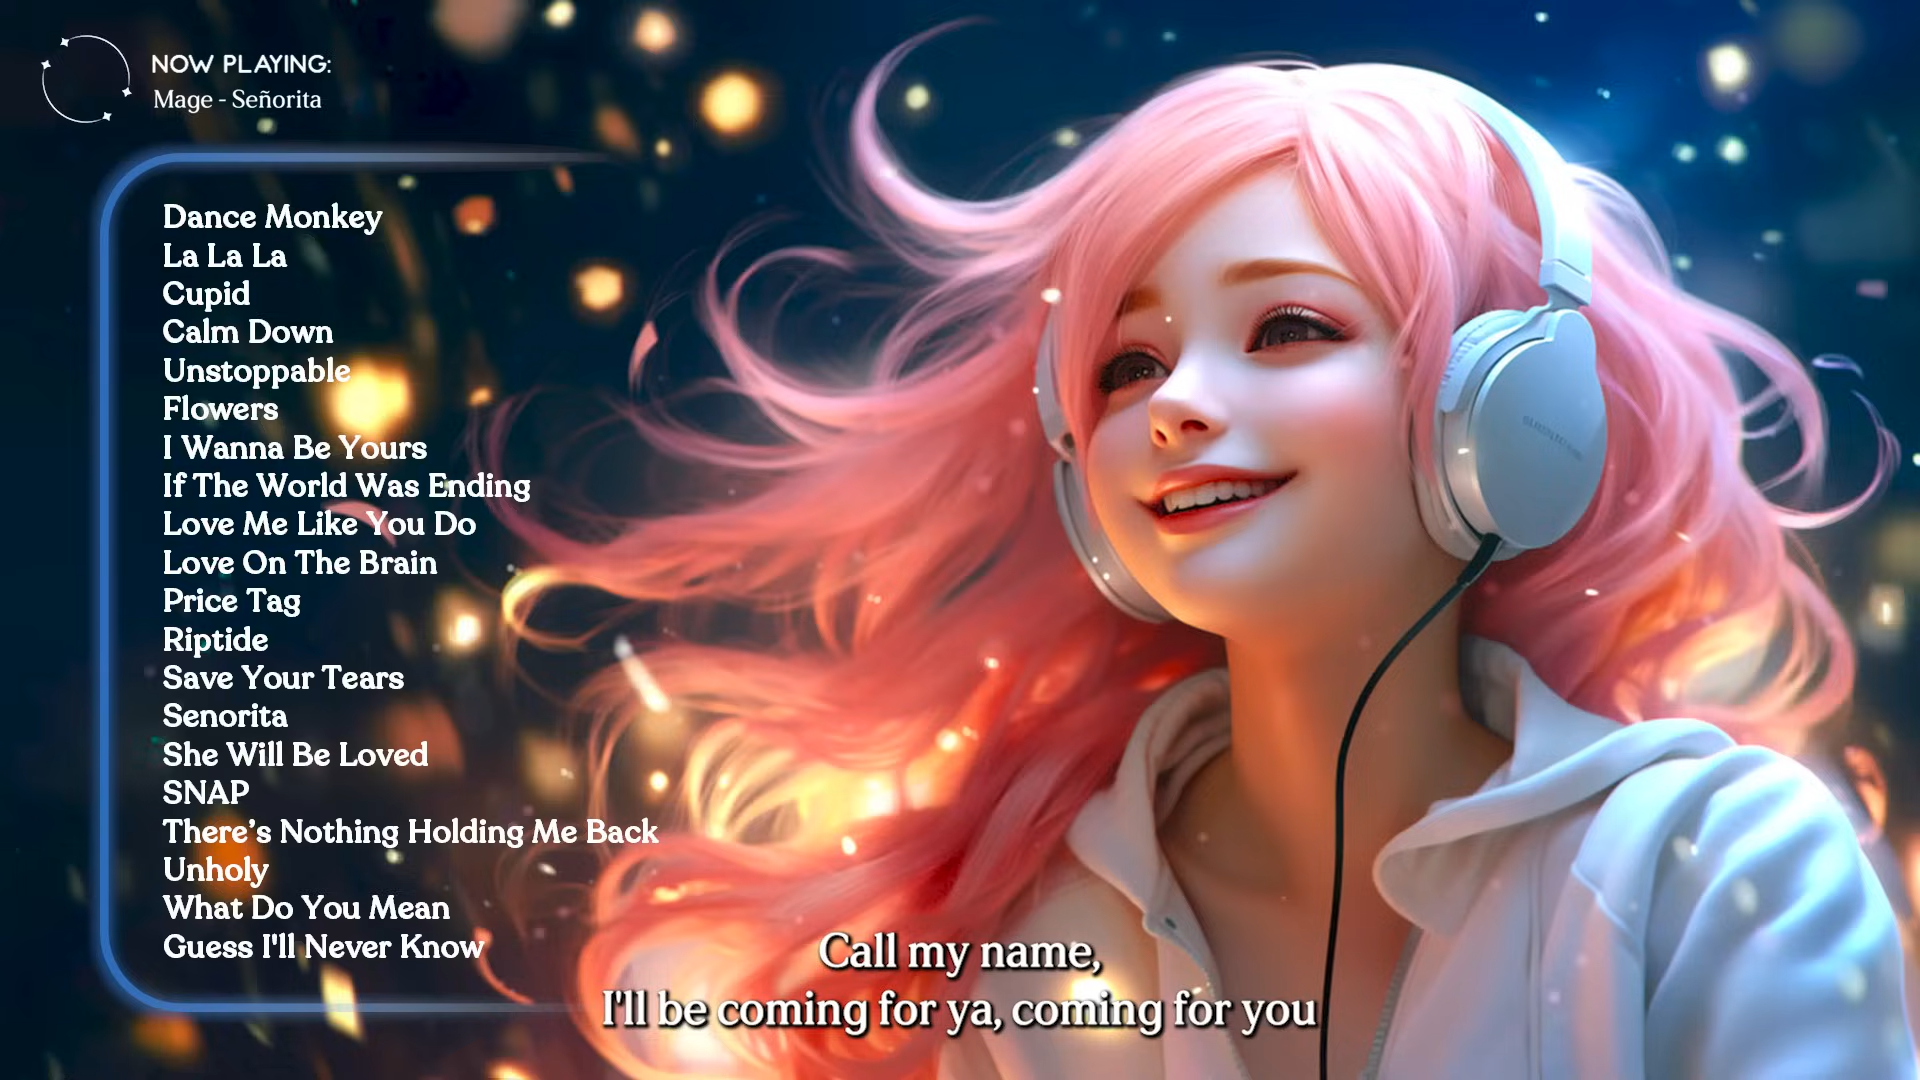 NOW PLAYING:
Mage - Señorita
Dance Monkey
La La La
Cupid
Calm Down
Unstoppable
Flowers
I Wanna Be Yours
If The World Was Ending
Love Me Like You Do
Love On The Brain
Price Tag
Riptide
Save Your Tears
Senorita
She Will Be Loved
SNAP
There's Nothing Holding Me Back
Unholy
What Do You Mean
Guess I'll Never Know
Call my name,
I'll be coming for ya, coming for you